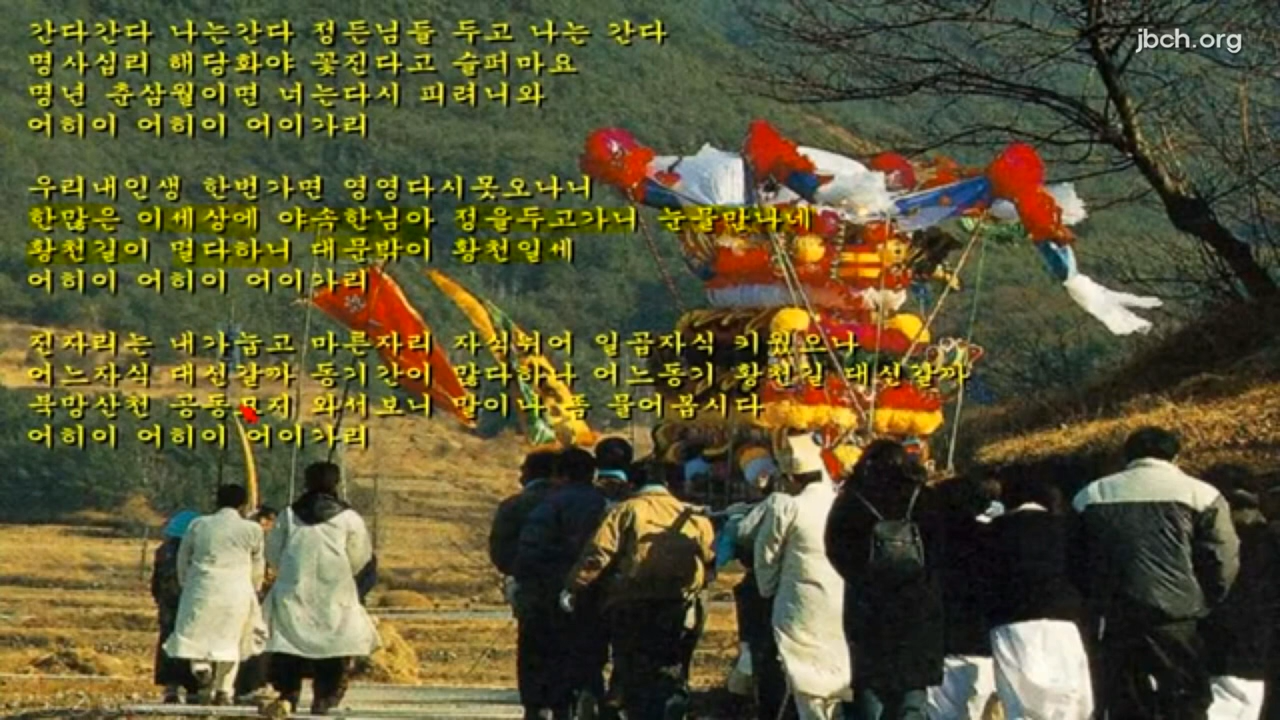 간다간다 나는간다 정든님들 두고 나는 간다
명사십리 해당화야 꽃진다고 슬퍼마요
명년 춘삼월이면 너는다시 피려니와
어히이 어히이 어이가리
우리내인생 한번가면 영영다시못오나니
한많은 이세상에 야속한님아 정을두고가니 눈물만나네
황천길이 멀다하니 대문밖이 황천일세
어히이 어히이 어이가리
진자리는 내가눕고 마른자리 자식뉘어 일곱자식 키웠으나
어느자식 대신갈까 동기간이 많다하나 어느동기 황천길 대신갈까
북망산천 공동묘지 와서보니 말이나 좀 물어봅시다
어히이 어히이 어이가리
jbch.org